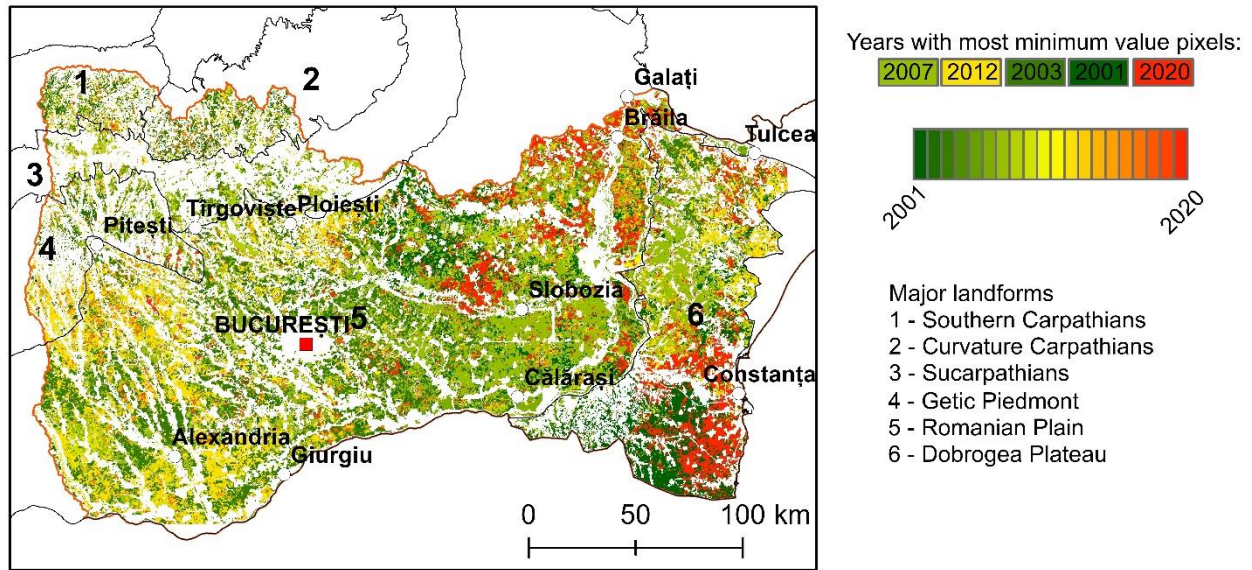 1
2
3
4
5
6
Galați
Brăila
Tulcea
Tîrgoviște
Ploiești
Pitești
Slobozia
BUCUREȘTI
Călărași
Constanța
Alexandria
Giurgiu
0 50 100 km
Years with most minimum value pixels:
2007 2012 2003 2001 2020
2001 2020
Major landforms
1 - Southern Carpathians
2 - Curvature Carpathians
3 - Sucarpathians
4 - Getic Piedmont
5 - Romanian Plain
6 - Dobrogea Plateau